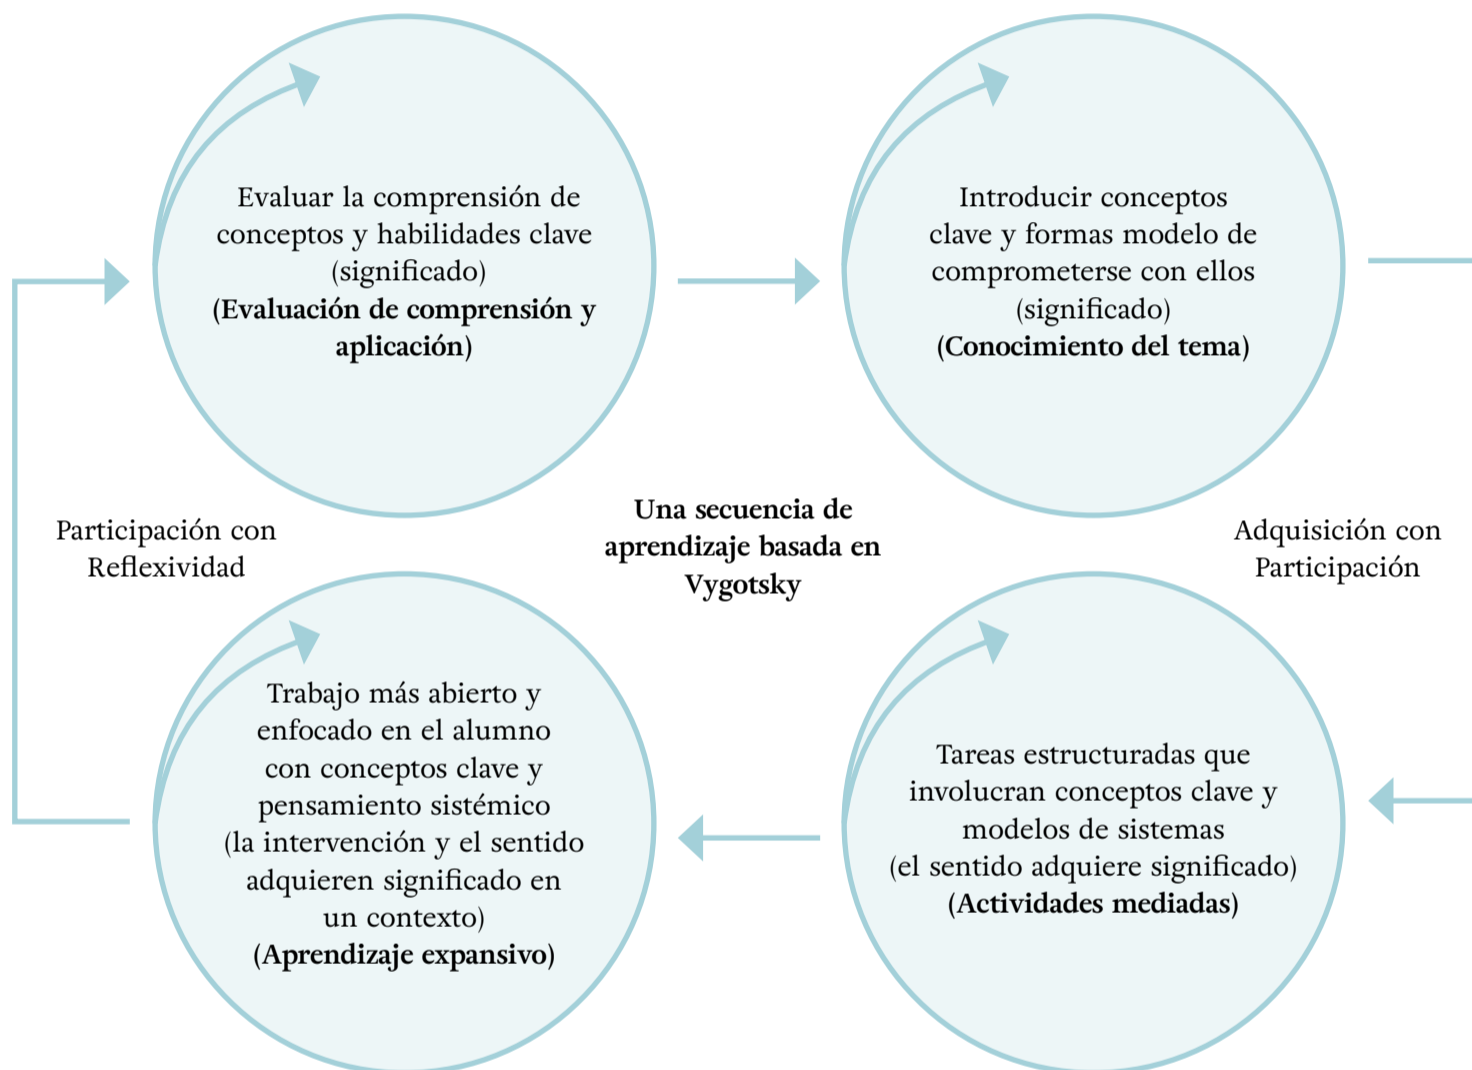 Evaluar la comprensión de
conceptos y habilidades clave
(significado)
(Evaluación de comprensión y
aplicación)
Introducir conceptos
clave y formas modelo de
comprometerse con ellos
(significado)
(Conocimiento del tema)
Participación con
Reflexividad
Una secuencia de
aprendizaje basada en
Vygotsky
Adquisición con
Participación
Trabajo más abierto y
enfocado en el alumno
con conceptos clave y
pensamiento sistémico
(la intervención y el sentido
adquieren significado en
un contexto)
(Aprendizaje expansivo)
Tareas estructuradas que
involucran conceptos clave y
modelos de sistemas
(el sentido adquiere significado)
(Actividades mediadas)